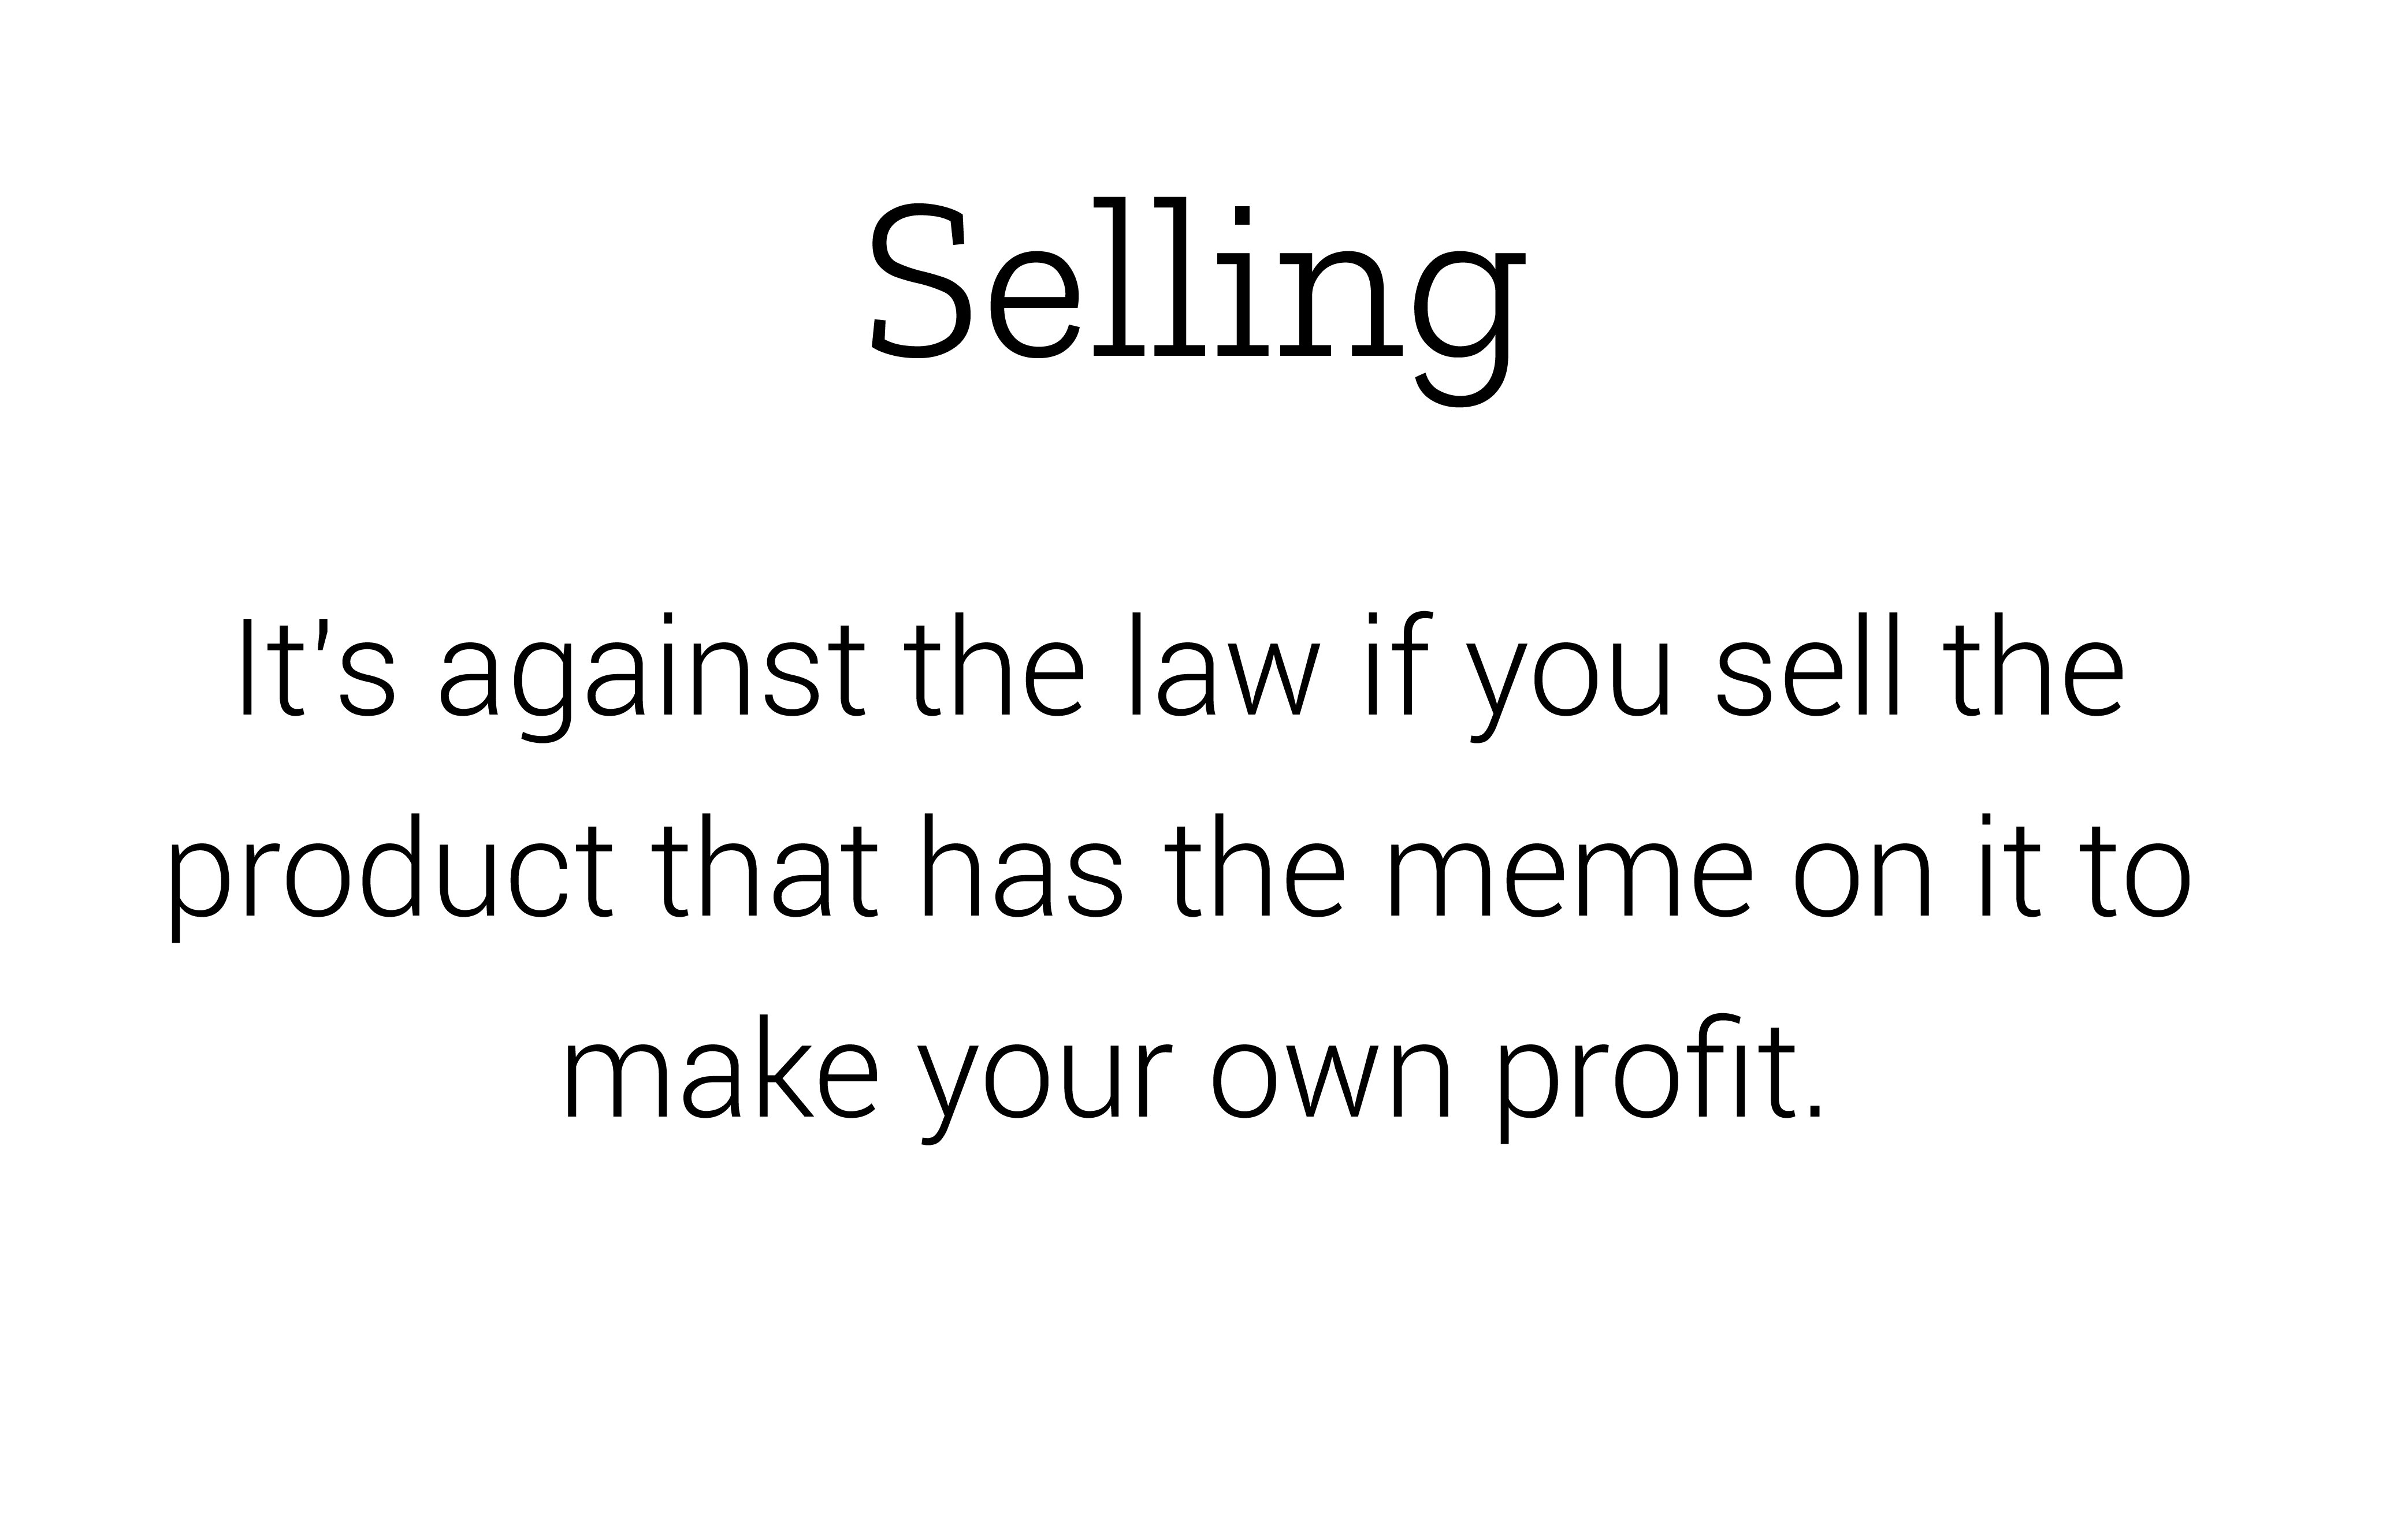 Selling
It's against the law if you sell the
product that has the meme on it to
make your own profit.